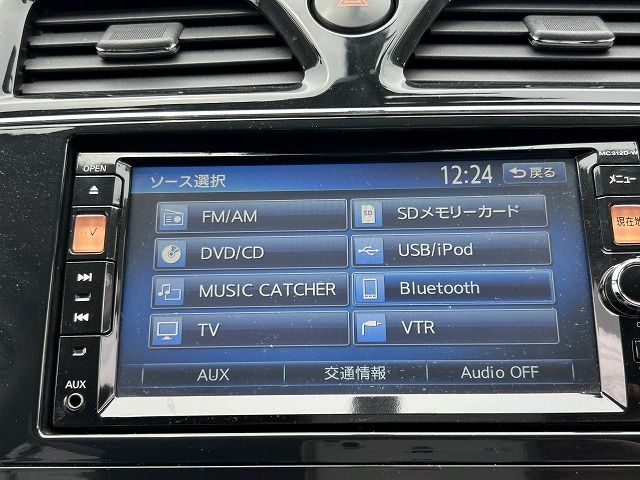 OPEN
MC312D-W
ソース選択
12:24
戻る
メニュー
FM/AM
SD
SDメモリーカード
現在地
DVD/CD
USB/iPod
MUSIC CATCHER
Bluetooth
TV
VTR
AUX
AUX
交通情報
Audio OFF